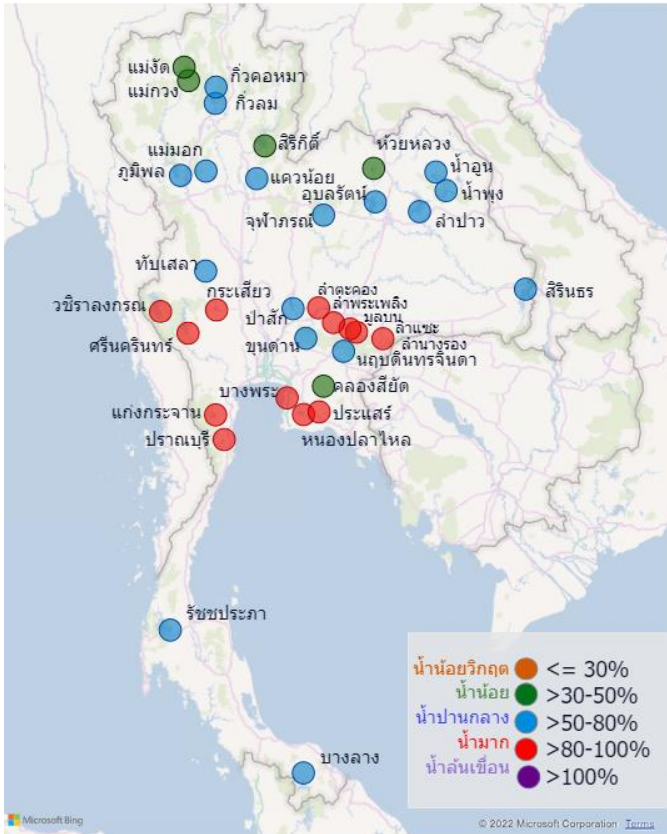 แม่งัด
แม่กวง
กิ่วคอหมา
กิ่วลม
สิริกิติ์
ห้วยหลวง
แม่มอก
ภูมิพล
แควน้อย
น้ำอูน
อุบลรัตน์
น้ำพุง
จุฬาภรณ์
ลำปาว
ทับเสลา
สิรินธร
วชิราลงกรณ
กระเสียว
ลำตะคอง
ป่าสัก
ลำพระเพลิง
มูลบน
ศรีนครินทร์
ลำแซะ
ขุนด่าน
ลำนางรอง
นฤบดินทรจินดา
คลองสียัด
บางพระ
แก่งกระจาน
ประแสร์
ปราณบุรี
หนองปลาไหล
รัชชประภา
น้ำน้อยวิกฤต <= 30%
น้ำน้อย >30-50%
น้ำปานกลาง >50-80%
น้ำมาก >80-100%
น้ำล้นเขื่อน >100%
บางลาง
Microsoft Bing
© 2022 Microsoft Corporation Terms